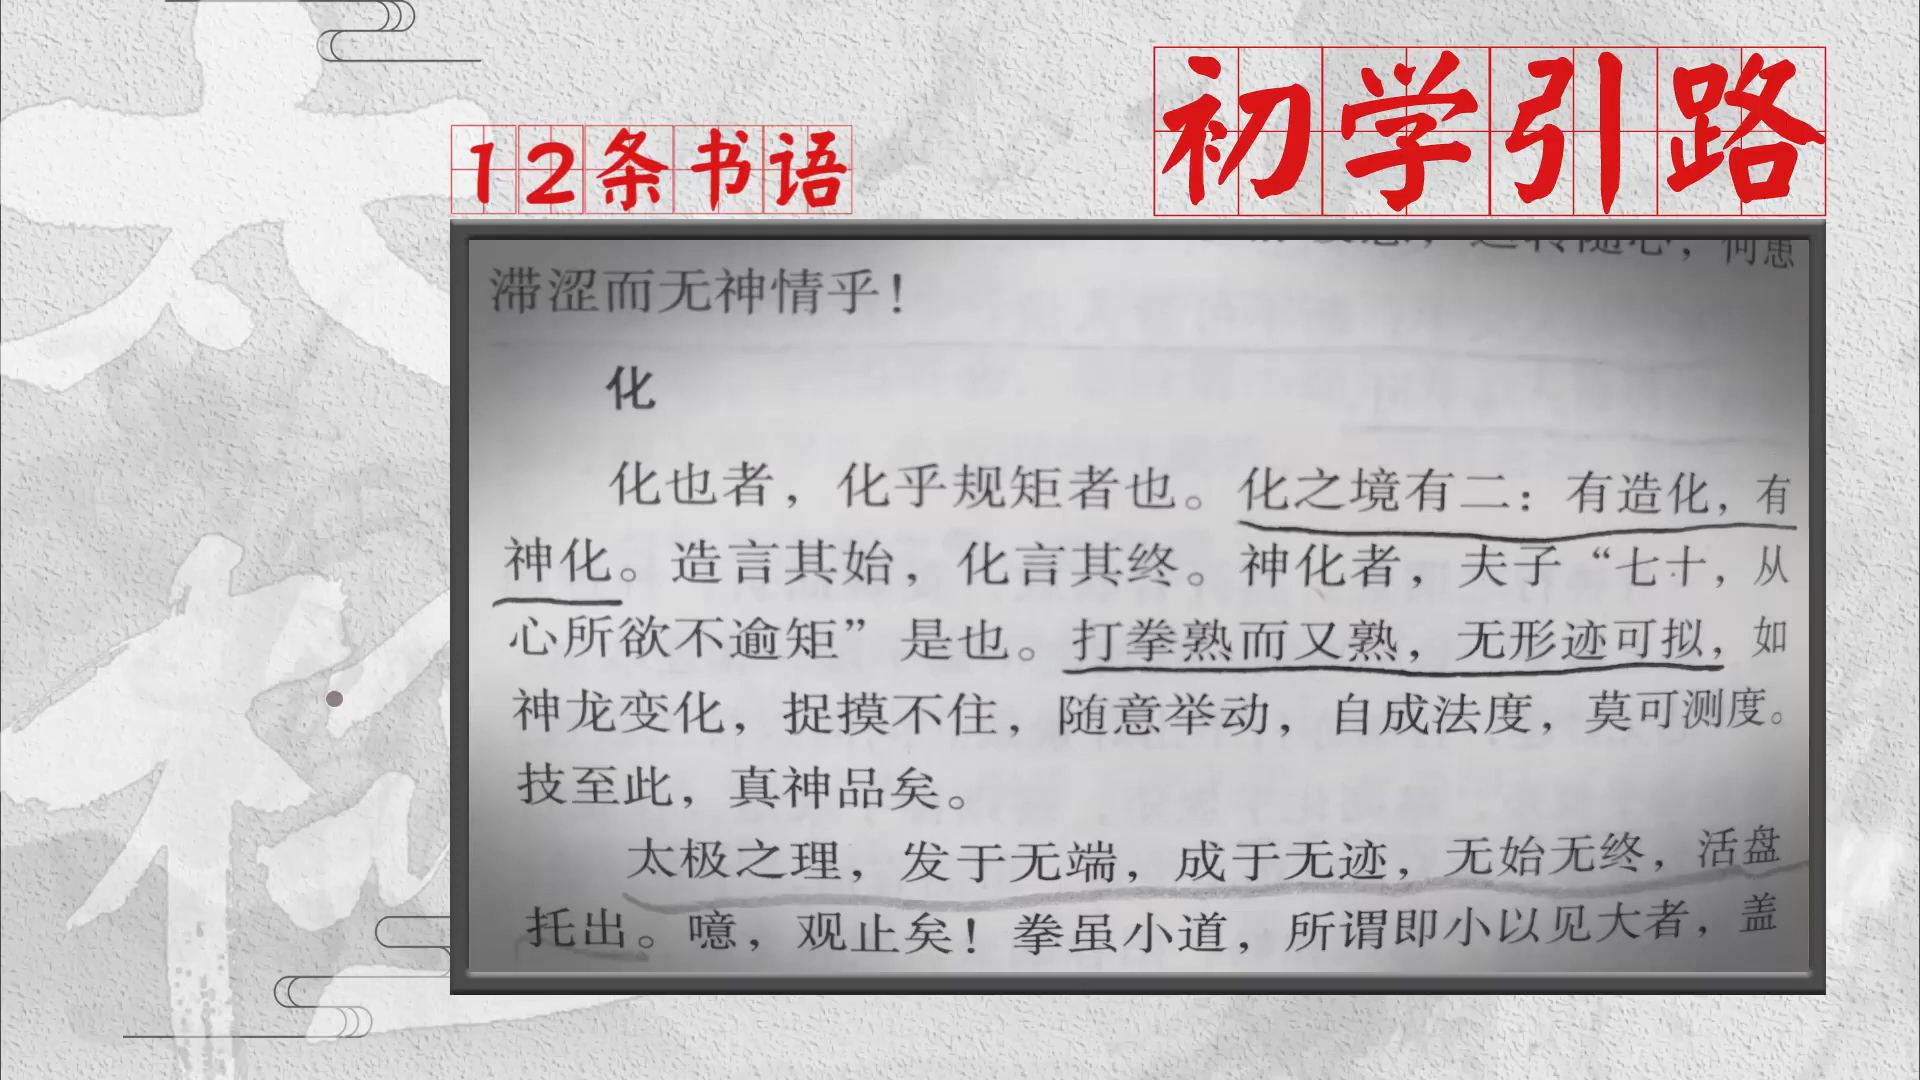 初学引路
12条书语
滞涩而无神情乎！
化
化也者，化乎规矩者也。化之境有二：有造化，有
神化。造言其始，化言其终。神化者，夫子“七十，从
心所欲不逾矩”是也。打拳熟而又熟，无形迹可拟，如
神龙变化，捉摸不住，随意举动，自成法度，莫可测度。
技至此，真神品矣。
太极之理，发于无端，成于无迹，无始无终，活盘
托出。噫，观止矣！拳虽小道，所谓即小以见大者，盖